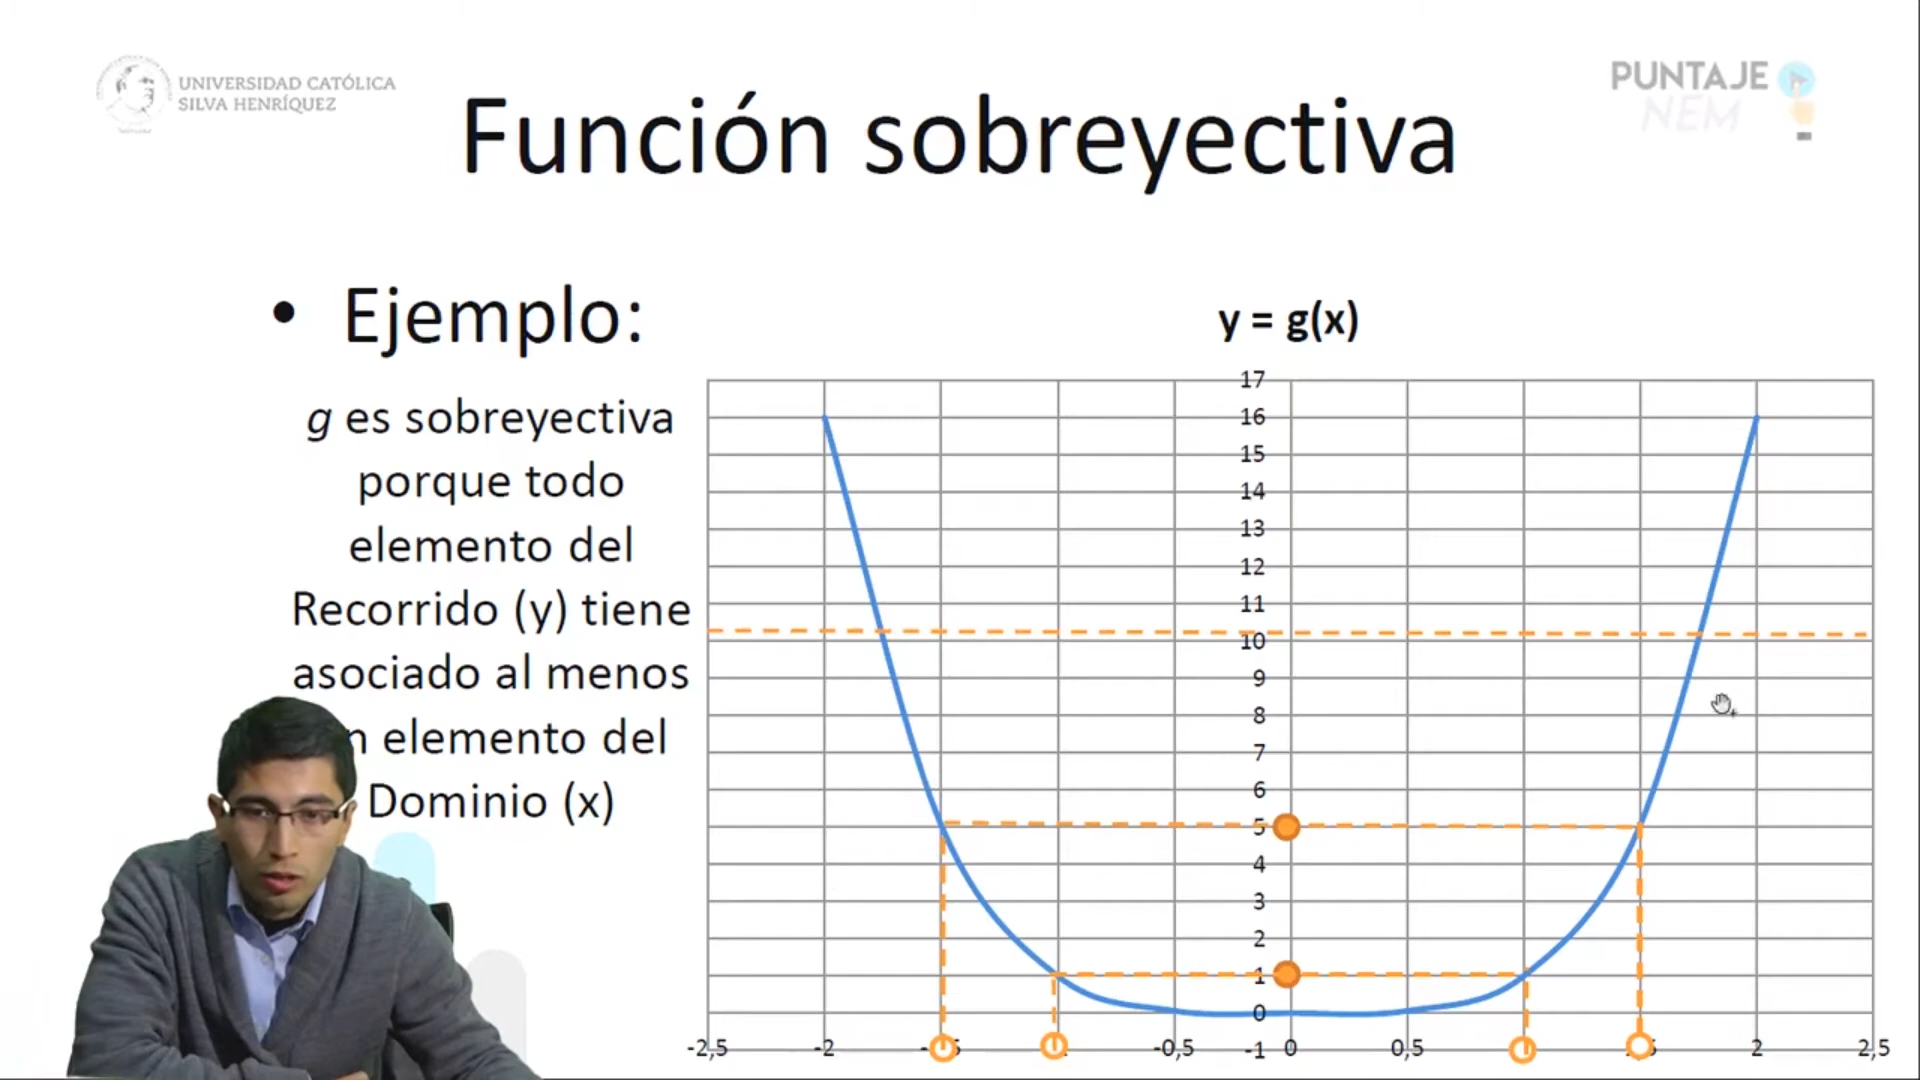 UNIVERSIDAD CATÓLICA
SILVA HENRÍQUEZ
PUNTAJE
NEM
Función sobreyectiva
• Ejemplo:
g es sobreyectiva
porque todo
elemento del
Recorrido (y) tiene
asociado al menos
elemento del
Dominio (x)
y = g(x)
17
16
15
14
13
12
11
10
9
8
7
6
5
4
3
2
1
0
-1
-2,5 -2 -0,5 0 0,5 2 2,5